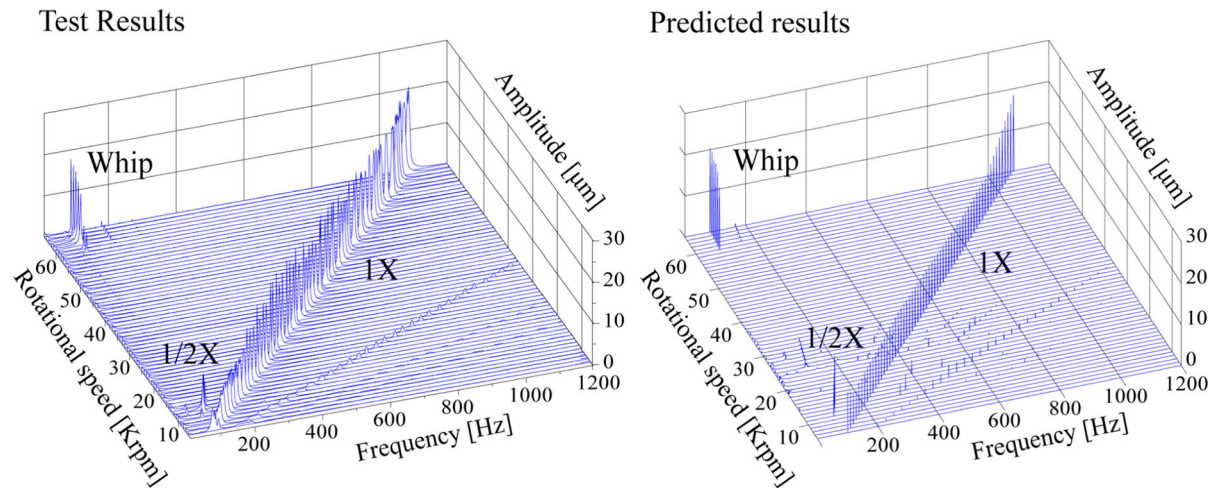 Test Results
Whip
1X
1/2X
Amplitude [μm]
30
20
10
0
Rotational speed [Krpm]
60
50
40
30
20
10
Frequency [Hz]
200
400
600
800
1000
1200
Predicted results
Whip
1X
1/2X
Amplitude [μm]
30
20
10
0
Rotational speed [Krpm]
60
50
40
30
20
10
Frequency [Hz]
200
400
600
800
1000
1200